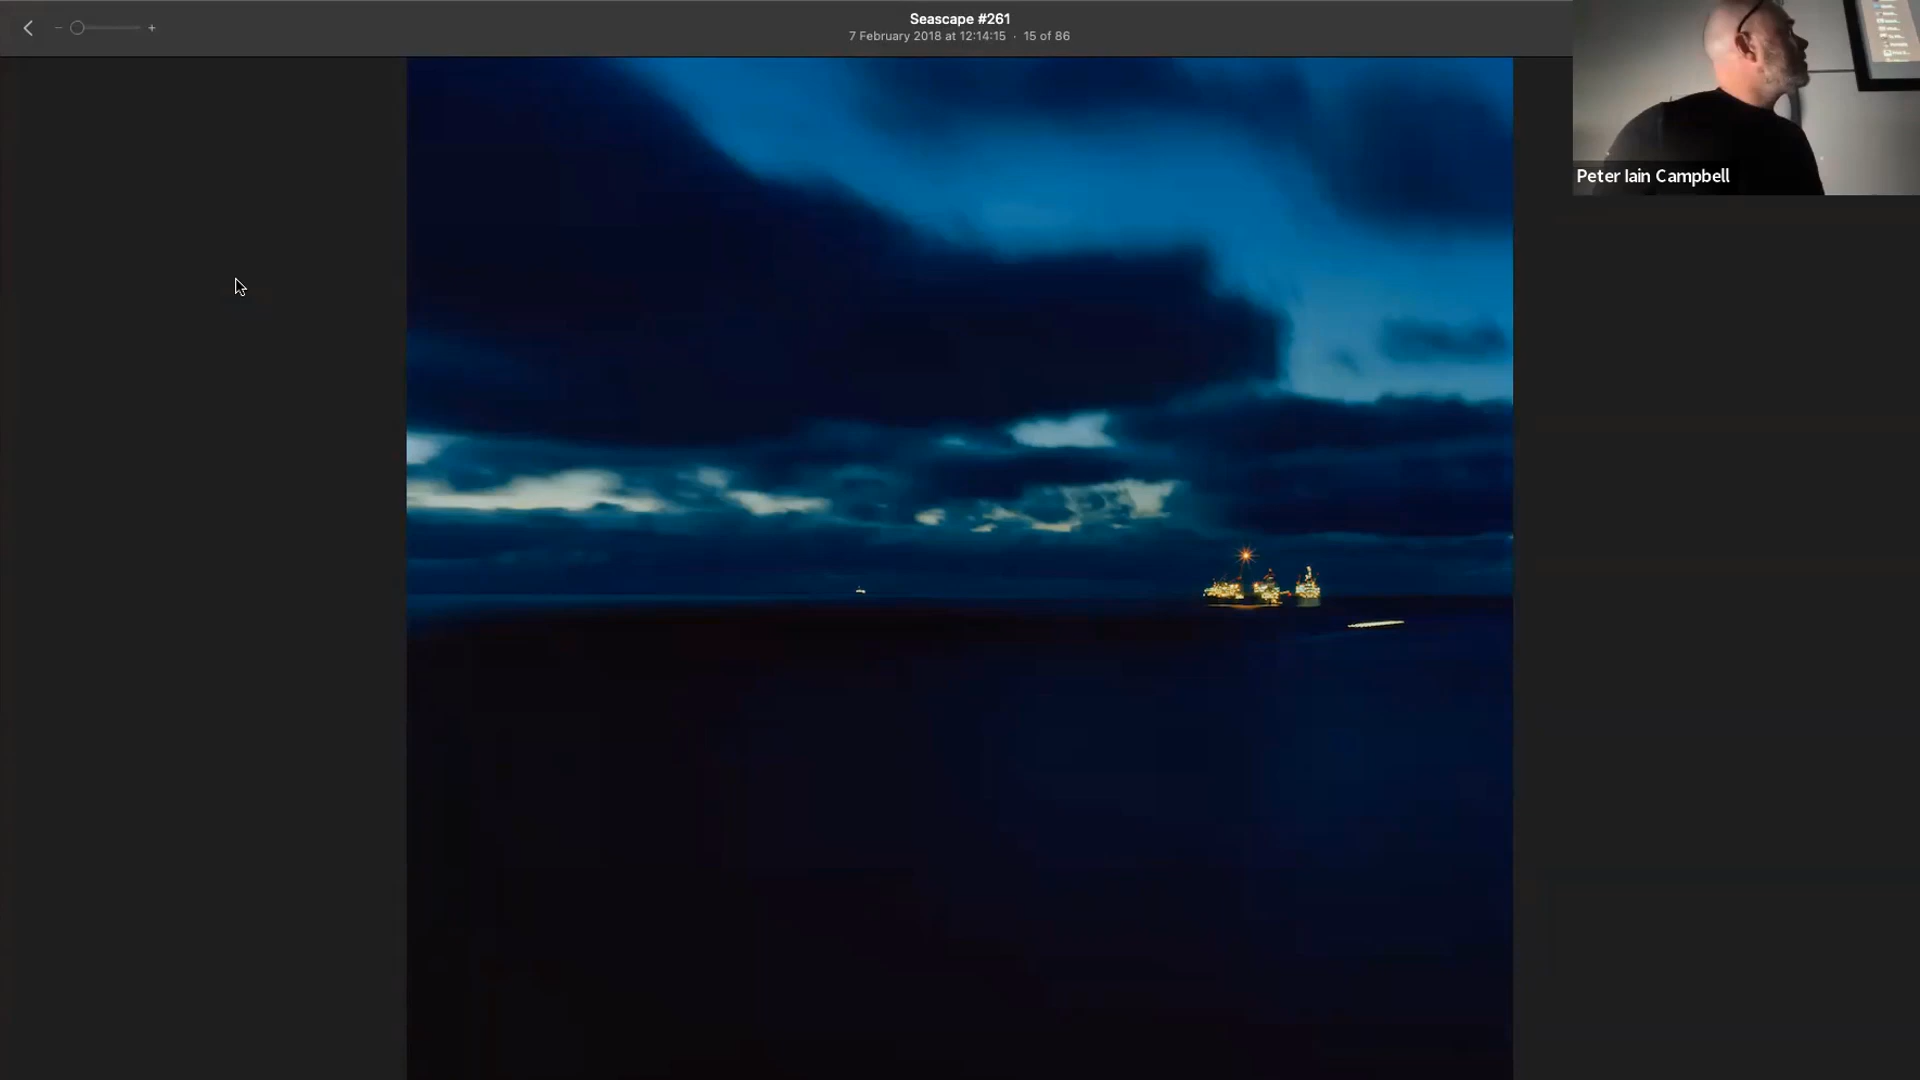 Seascape #261
7 February 2018 at 12:14:15 · 15 of 86
Peter Iain Campbell